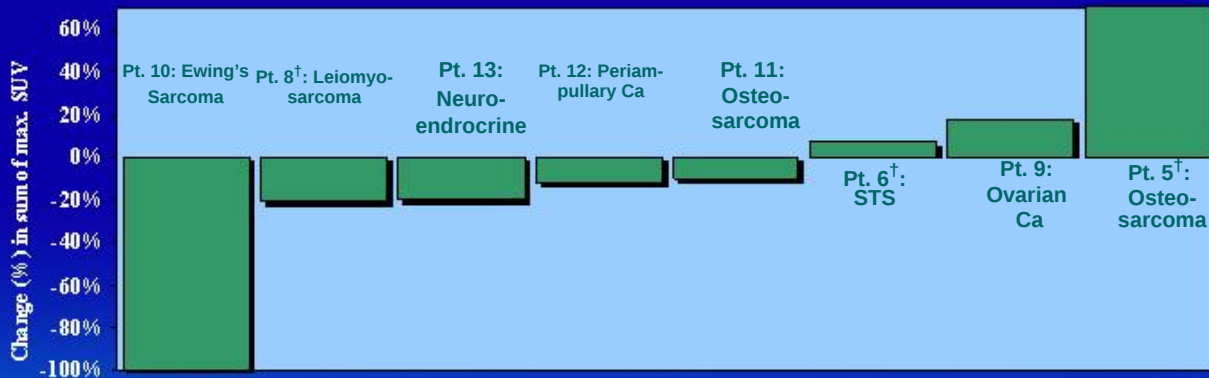 Change (%) in sum of max. SUV
60%
40%
20%
0%
-20%
-40%
-60%
-80%
-100%
Pt. 10: Ewing's
Sarcoma
Pt. 8†: Leiomyo-
sarcoma
Pt. 13:
Neuro-
endrocrine
Pt. 12: Periam-
pullary Ca
Pt. 11:
Osteo-
sarcoma
Pt. 6†:
STS
Pt. 9:
Ovarian
Ca
Pt. 5†:
Osteo-
sarcoma